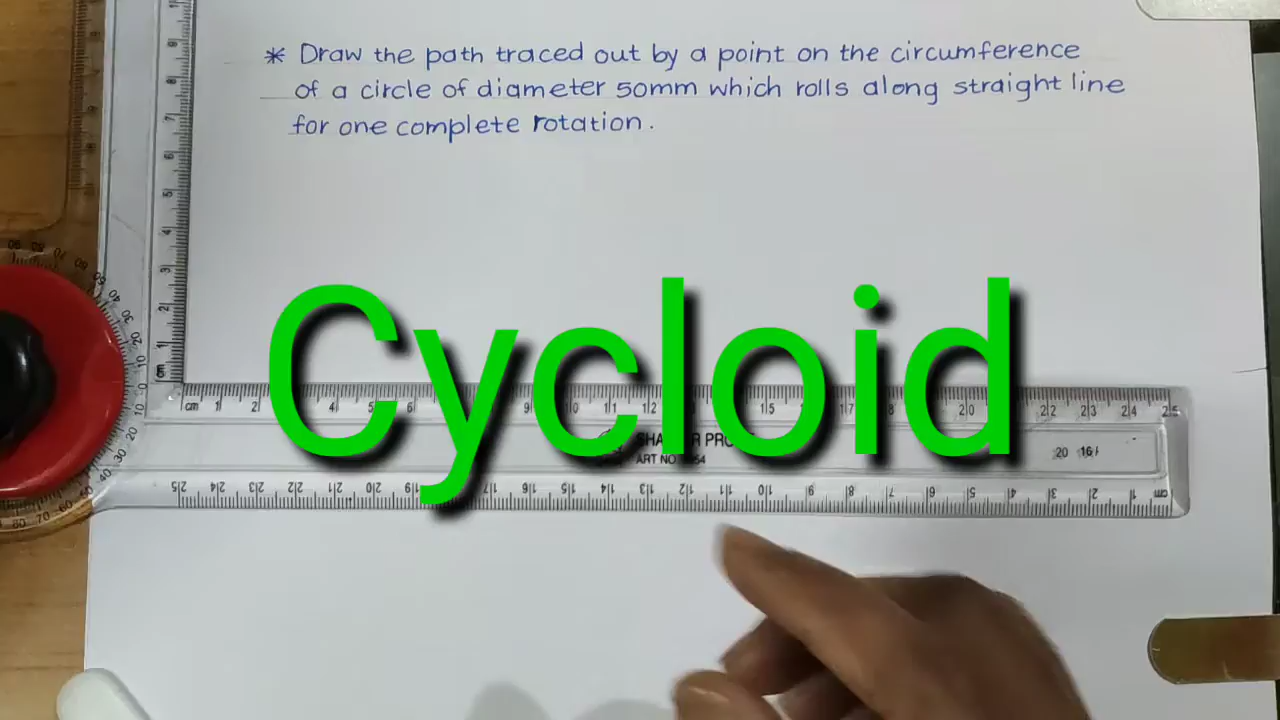 * Draw the path traced out by a point on the circumference
of a circle of diameter 50mm which rolls along straight line
for one complete rotation.
Cycloid